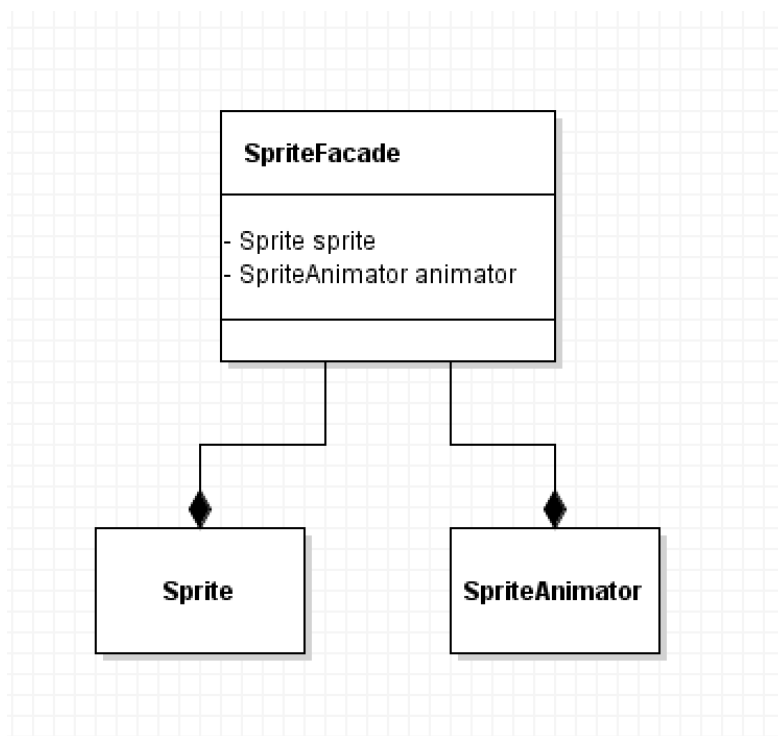 SpriteFacade
- Sprite sprite
- SpriteAnimator animator
Sprite
SpriteAnimator